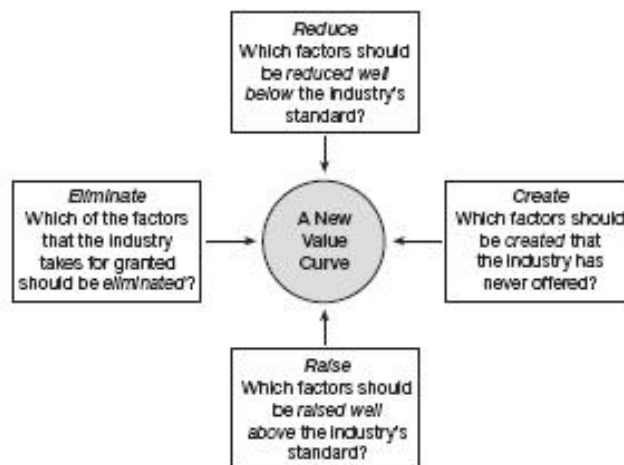 Reduce
Which factors should
be reduced well
below the industry's
standard?
Eliminate
Which of the factors
that the industry
takes for granted
should be eliminated?
A New
Value
Curve
Create
Which factors should
be created that
the industry has
never offered?
Raise
Which factors should
be raised well
above the industry's
standard?